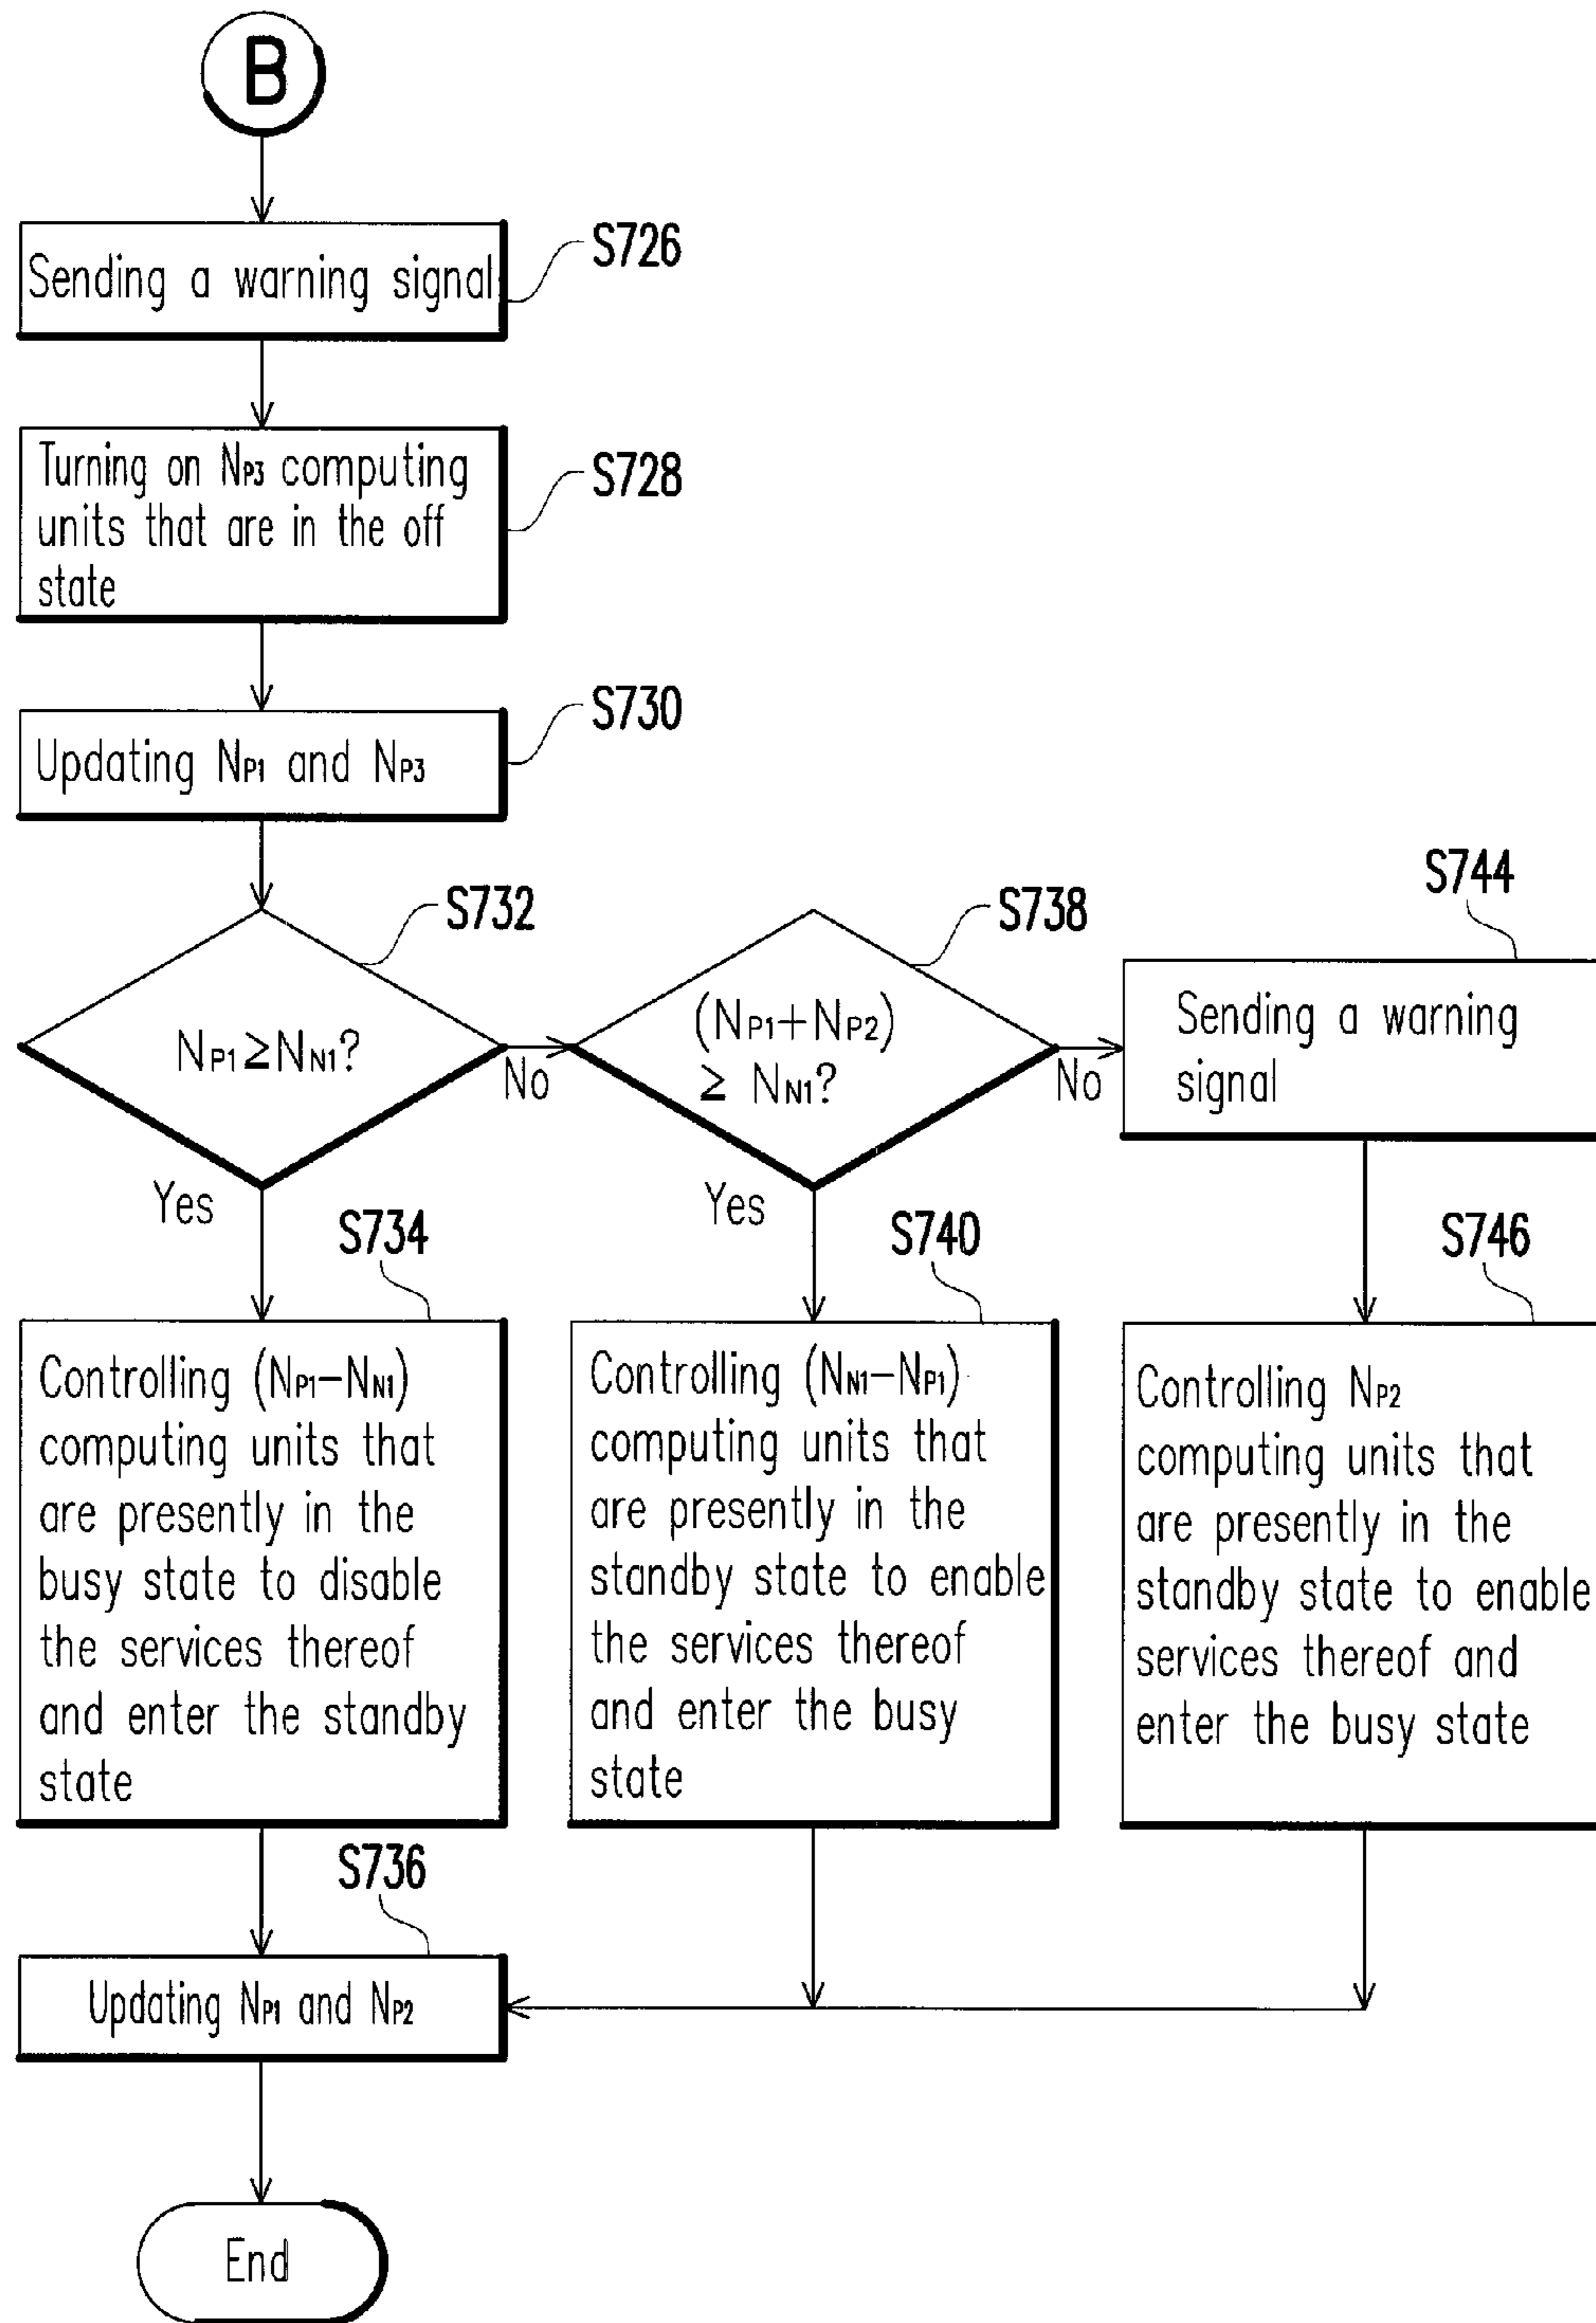 B
Sending a warning signal
S726
Turning on NP3 computing
units that are in the off
state
S728
Updating NP1 and NP3
S730
NP1≥NN1?
S732
No
Yes
(NP1+NP2)
≥ NN1?
S738
No
Yes
Sending a warning
signal
S744
S734
Controlling (NP1−NN1)
computing units that
are presently in the
busy state to disable
the services thereof
and enter the standby
state
S740
Controlling (NN1−NP1)
computing units that
are presently in the
standby state to enable
the services thereof
and enter the busy
state
S746
Controlling NP2
computing units that
are presently in the
standby state to enable
services thereof and
enter the busy state
S736
Updating NP1 and NP2
End